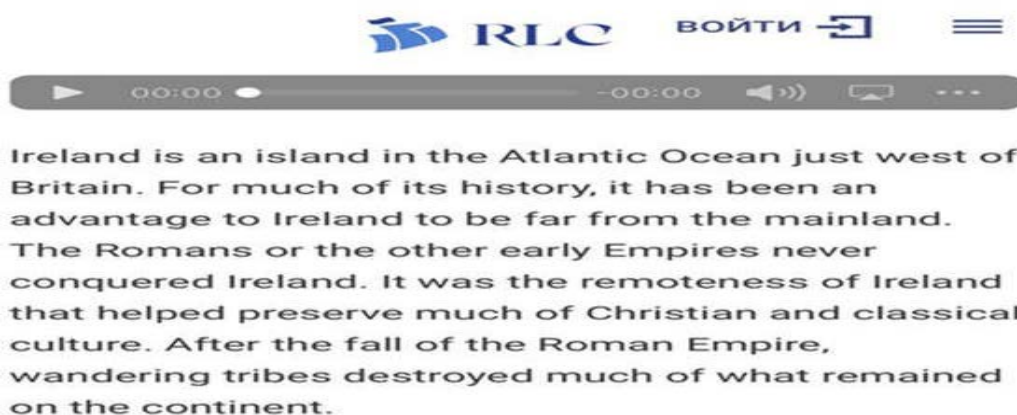 RLC войти
00:00 -00:00
Ireland is an island in the Atlantic Ocean just west of
Britain. For much of its history, it has been an
advantage to Ireland to be far from the mainland.
The Romans or the other early Empires never
conquered Ireland. It was the remoteness of Ireland
that helped preserve much of Christian and classical
culture. After the fall of the Roman Empire,
wandering tribes destroyed much of what remained
on the continent.